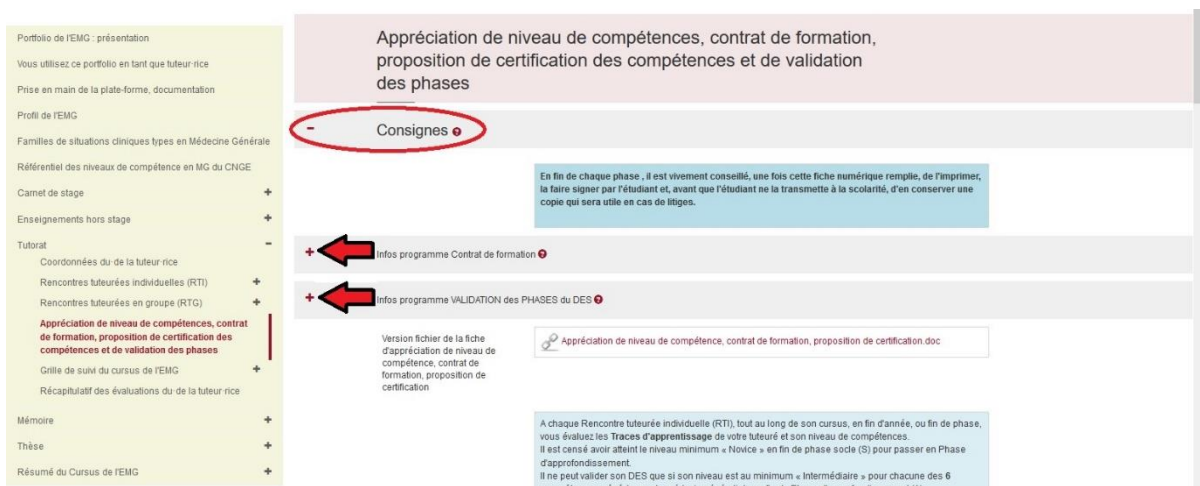 Portfolio de l'EMG : présentation
Vous utilisez ce portfolio en tant que tuteur·rice
Prise en main de la plate-forme, documentation
Profil de l'EMG
Familles de situations cliniques types en Médecine Générale
Référentiel des niveaux de compétence en MG du CNGE
Carnet de stage +
Enseignements hors stage +
Tutorat -
Coordonnées du·de la tuteur·rice
Rencontres tuteurées individuelles (RTI) +
Rencontres tuteurées en groupe (RTG) +
Appréciation de niveau de compétences, contrat
de formation, proposition de certification des
compétences et de validation des phases
Grille de suivi du cursus de l'EMG +
Récapitulatif des évaluations du·de la tuteur·rice
Mémoire +
Thèse +
Résumé du Cursus de l'EMG +
Appréciation de niveau de compétences, contrat de formation,
proposition de certification des compétences et de validation
des phases
- Consignes ?
En fin de chaque phase , il est vivement conseillé, une fois cette fiche numérique remplie, de l'imprimer,
la faire signer par l'étudiant et, avant que l'étudiant ne la transmette à la scolarité, d'en conserver une
copie qui sera utile en cas de litiges.
+ Infos programme Contrat de formation ?
+ Infos programme VALIDATION des PHASES du DES ?
Version fichier de la fiche
d'appréciation de niveau de
compétence, contrat de
formation, proposition de
certification
Appréciation de niveau de compétence, contrat de formation, proposition de certification.doc
A chaque Rencontre tuteurée individuelle (RTI), tout au long de son cursus, en fin d'année, ou fin de phase,
vous évaluez les Traces d'apprentissage de votre tuteuré et son niveau de compétences.
Il est censé avoir atteint le niveau minimum « Novice » en fin de phase socle (S) pour passer en Phase
d'approfondissement.
Il ne peut valider son DES que si son niveau est au minimum « Intermédiaire » pour chacune des 6